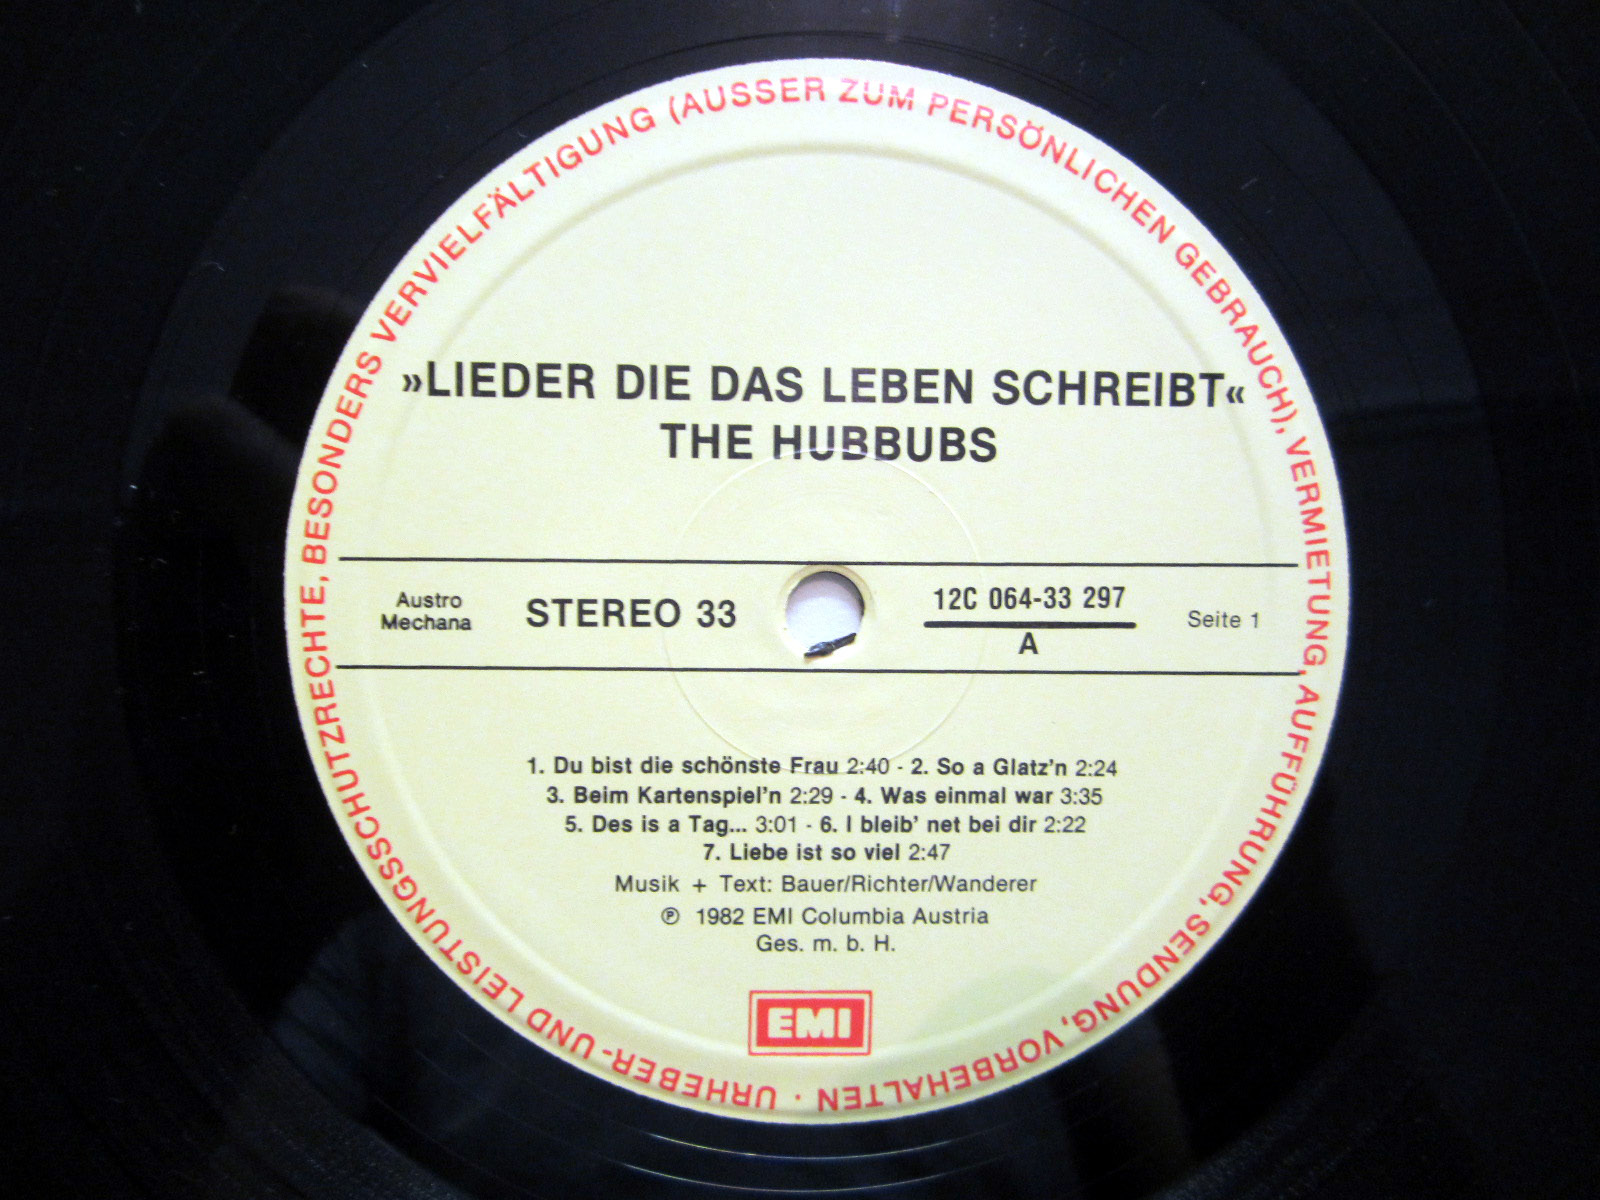 »LIEDER DIE DAS LEBEN SCHREIBT«
THE HUBBUBS
Austro
Mechana
STEREO 33
12C 064-33 297
A
Seite 1
1. Du bist die schönste Frau 2:40 - 2. So a Glatz'n 2:24
3. Beim Kartenspiel'n 2:29 - 4. Was einmal war 3:35
5. Des is a Tag... 3:01 - 6. I bleib' net bei dir 2:22
7. Liebe ist so viel 2:47
Musik + Text: Bauer/Richter/Wanderer
℗ 1982 EMI Columbia Austria
Ges. m. b. H.
EMI
URHEBER- UND LEISTUNGSSCHUTZRECHTE, BESONDERS VERVIELFÄLTIGUNG (AUSSER ZUM PERSÖNLICHEN GEBRAUCH), VERMIETUNG, AUFFÜHRUNG, SENDUNG, VORBEHALTEN ·